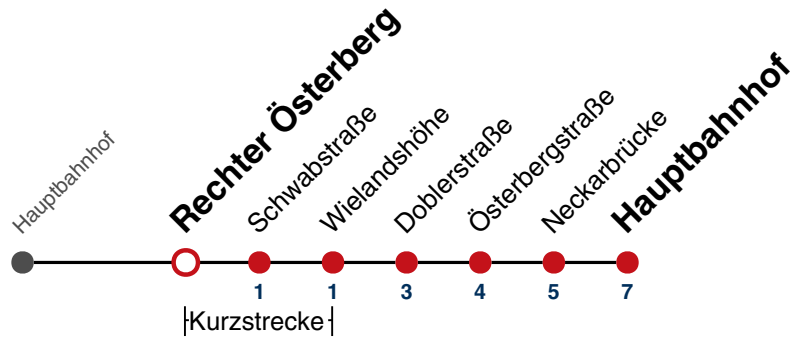 Hauptbahnhof
Rechter Österberg
Schwabstraße
Wielandshöhe
Doblerstraße
Österbergstraße
Neckarbrücke
Hauptbahnhof
1 1 3 4 5 7
Kurzstrecke